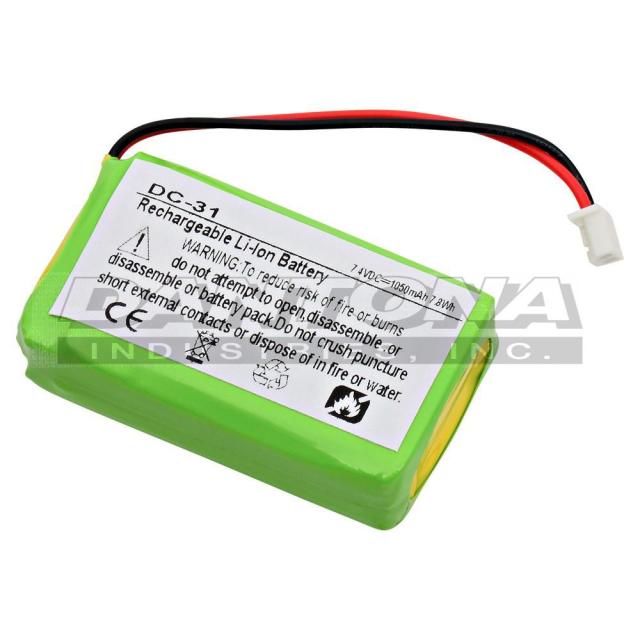 DC-31
Rechargeable Li-Ion Battery
7.4VDC⎓1050mAh 7.8Wh
WARNING:To reduce risk of fire or burns
do not attempt to open,disassemble or
disassemble or battery pack.Do not crush,puncture
short external contacts or dispose of
in fire or water.
CE
DAYTONA
INDUSTRIES, INC.